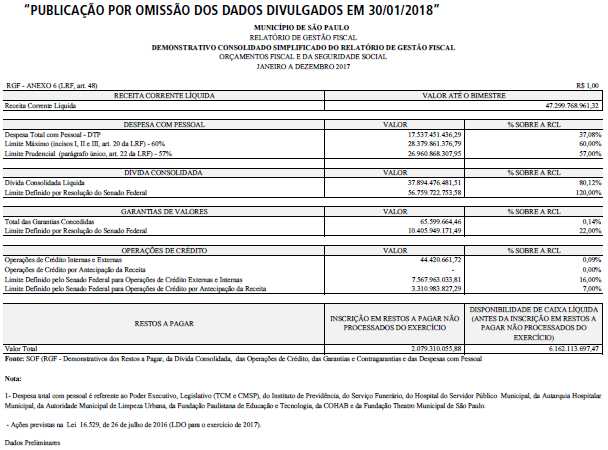 "PUBLICAÇÃO POR OMISSÃO DOS DADOS DIVULGADOS EM 30/01/2018"
MUNICÍPIO DE SÃO PAULO
RELATÓRIO DE GESTÃO FISCAL
DEMONSTRATIVO CONSOLIDADO SIMPLIFICADO DO RELATÓRIO DE GESTÃO FISCAL
ORÇAMENTOS FISCAL E DA SEGURIDADE SOCIAL
JANEIRO A DEZEMBRO 2017
RGF - ANEXO 6 (LRF, art. 48) R$ 1,00
RECEITA CORRENTE LÍQUIDA VALOR ATÉ O BIMESTRE
Receita Corrente Líquida 47.299.768.961,32
DESPESA COM PESSOAL VALOR % SOBRE A RCL
Despesa Total com Pessoal - DTP 17.537.451.436,29 37,08%
Limite Máximo (incisos I, II e III, art. 20 da LRF) - 60% 28.379.861.376,79 60,00%
Limite Prudencial (parágrafo único, art. 22 da LRF) - 57% 26.960.868.307,95 57,00%
DÍVIDA CONSOLIDADA VALOR % SOBRE A RCL
Dívida Consolidada Líquida 37.894.476.481,51 80,12%
Limite Definido por Resolução do Senado Federal 56.759.722.753,58 120,00%
GARANTIAS DE VALORES VALOR % SOBRE A RCL
Total das Garantias Concedidas 65.599.664,46 0,14%
Limite Definido por Resolução do Senado Federal 10.405.949.171,49 22,00%
OPERAÇÕES DE CRÉDITO VALOR % SOBRE A RCL
Operações de Crédito Internas e Externas 44.420.661,72 0,09%
Operações de Crédito por Antecipação da Receita - 0,00%
Limite Definido pelo Senado Federal para Operações de Crédito Externas e Internas 7.567.963.033,81 16,00%
Limite Definido pelo Senado Federal para Operações de Crédito por Antecipação da Receita 3.310.983.827,29 7,00%
RESTOS A PAGAR INSCRIÇÃO EM RESTOS A PAGAR NÃO PROCESSADOS DO EXERCÍCIO DISPONIBILIDADE DE CAIXA LÍQUIDA (ANTES DA INSCRIÇÃO EM RESTOS A PAGAR NÃO PROCESSADOS DO EXERCÍCIO)
Valor Total 2.079.310.055,88 6.162.113.697,47
Fonte: SOF (RGF - Demonstrativos dos Restos a Pagar, da Dívida Consolidada, das Operações de Crédito, das Garantias e Contragarantias e das Despesas com Pessoal
Nota:
1- Despesa total com pessoal é referente ao Poder Executivo, Legislativo (TCM e CMSP), do Instituto de Previdência, do Serviço Funerário, do Hospital do Servidor Público Municipal, da Autarquia Hospitalar
Municipal, da Autoridade Municipal de Limpeza Urbana, da Fundação Paulistana de Educação e Tecnologia, da COHAB e da Fundação Theatro Municipal de São Paulo.
- Ações previstas na Lei 16.529, de 26 de julho de 2016 (LDO para o exercício de 2017).
Dados Preliminares